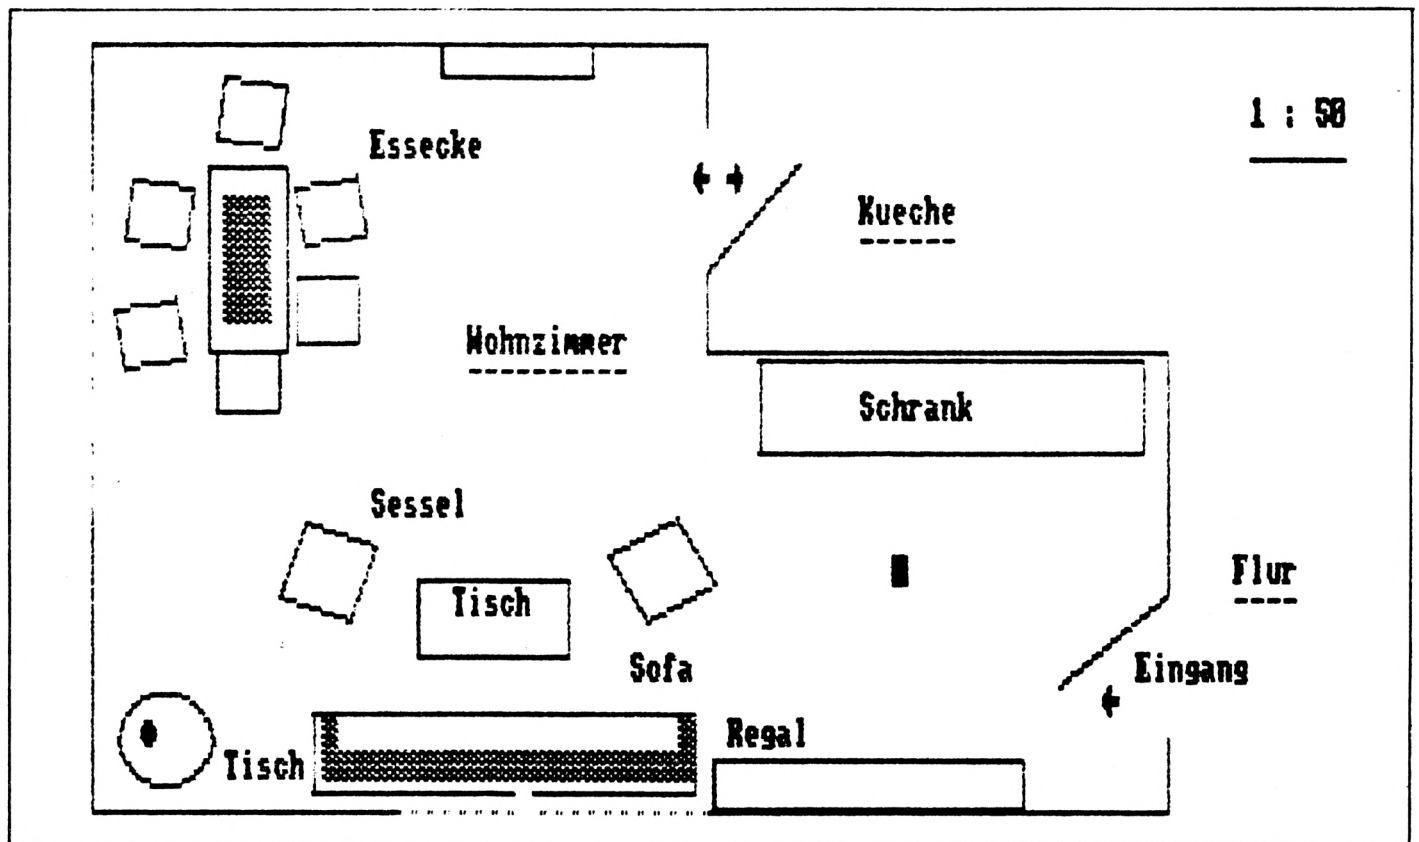 1 : 50
Essecke
Kueche
Wohnzimmer
Schrank
Sessel
Flur
Tisch
Sofa
Eingang
Regal
Tisch